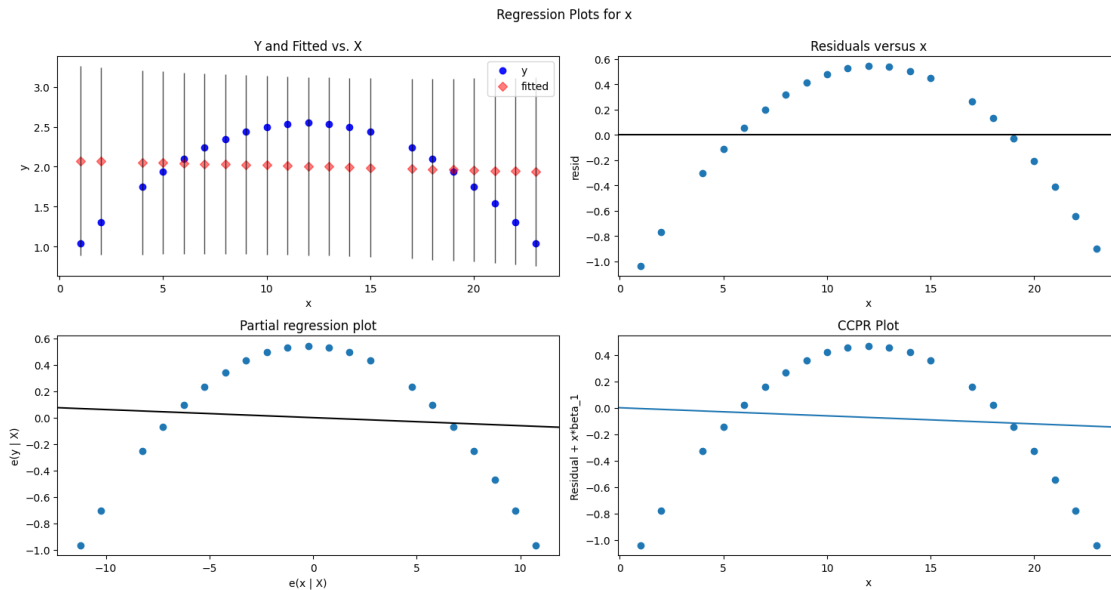 Regression Plots for x
Y and Fitted vs. X
y
fitted
3.0
2.5
2.0
1.5
1.0
y
0 5 10 15 20
x
Residuals versus x
0.6
0.4
0.2
0.0
−0.2
−0.4
−0.6
−0.8
−1.0
resid
0 5 10 15 20
x
Partial regression plot
0.6
0.4
0.2
0.0
−0.2
−0.4
−0.6
−0.8
−1.0
e(y | X)
−10 −5 0 5 10
e(x | X)
CCPR Plot
0.4
0.2
0.0
−0.2
−0.4
−0.6
−0.8
−1.0
Residual + x*beta_1
0 5 10 15 20
x